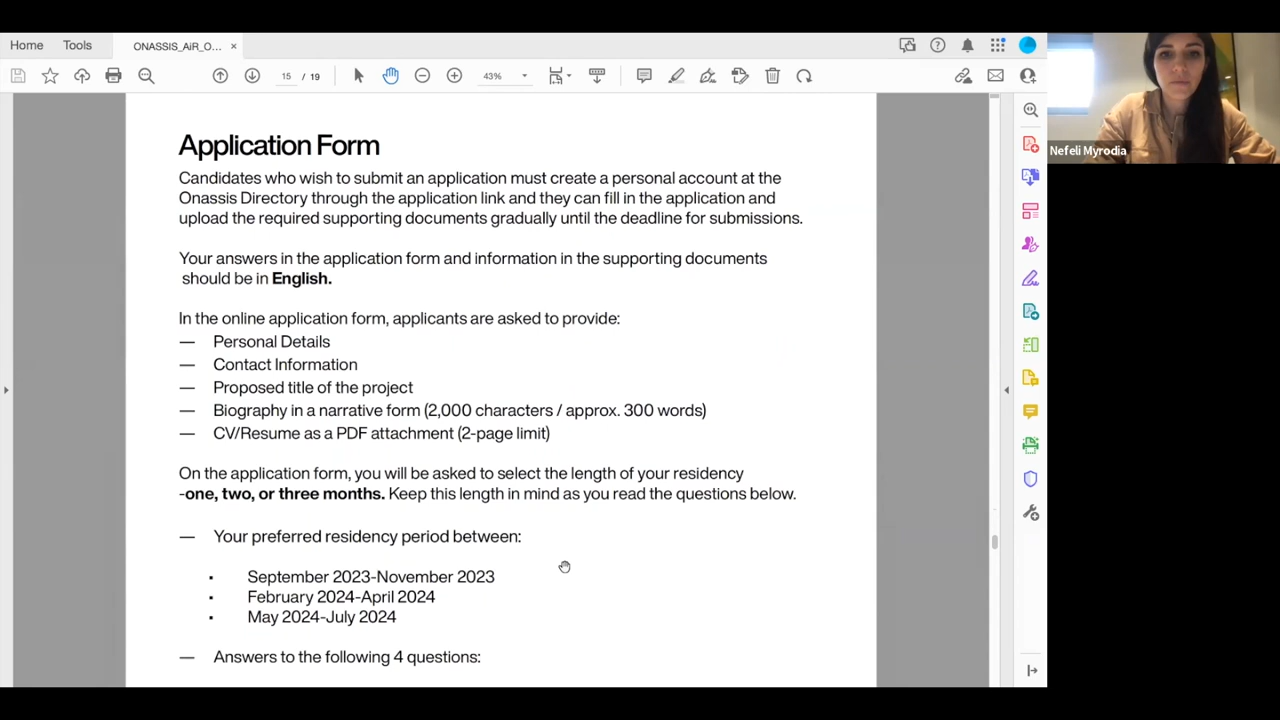 Home Tools ONASSIS_AiR_O... ×
15 / 19 43%
Application Form
Candidates who wish to submit an application must create a personal account at the
Onassis Directory through the application link and they can fill in the application and
upload the required supporting documents gradually until the deadline for submissions.
Your answers in the application form and information in the supporting documents
should be in English.
In the online application form, applicants are asked to provide:
— Personal Details
— Contact Information
— Proposed title of the project
— Biography in a narrative form (2,000 characters / approx. 300 words)
— CV/Resume as a PDF attachment (2-page limit)
On the application form, you will be asked to select the length of your residency
-one, two, or three months. Keep this length in mind as you read the questions below.
— Your preferred residency period between:
▪ September 2023-November 2023
▪ February 2024-April 2024
▪ May 2024-July 2024
— Answers to the following 4 questions:
Nefeli Myrodia